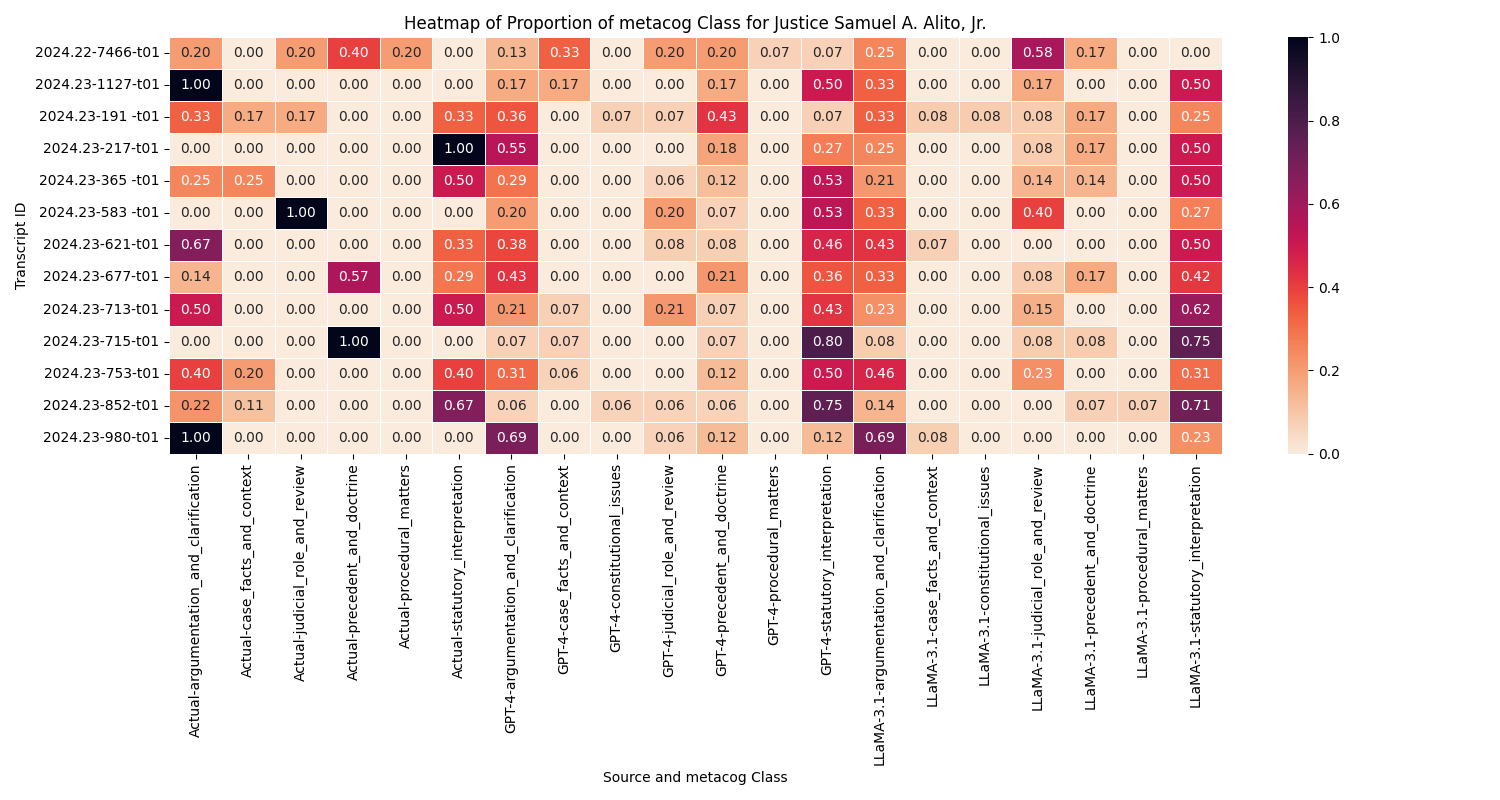 Heatmap of Proportion of metacog Class for Justice Samuel A. Alito, Jr.
Transcript ID
2024.22-7466-t01 0.20 0.00 0.20 0.40 0.20 0.00 0.13 0.33 0.00 0.20 0.20 0.07 0.07 0.25 0.00 0.00 0.58 0.17 0.00 0.00
2024.23-1127-t01 1.00 0.00 0.00 0.00 0.00 0.00 0.17 0.17 0.00 0.00 0.17 0.00 0.50 0.33 0.00 0.00 0.17 0.00 0.00 0.50
2024.23-191 -t01 0.33 0.17 0.17 0.00 0.00 0.33 0.36 0.00 0.07 0.07 0.43 0.00 0.07 0.33 0.08 0.08 0.08 0.17 0.00 0.25
2024.23-217-t01 0.00 0.00 0.00 0.00 0.00 1.00 0.55 0.00 0.00 0.00 0.18 0.00 0.27 0.25 0.00 0.00 0.08 0.17 0.00 0.50
2024.23-365 -t01 0.25 0.25 0.00 0.00 0.00 0.50 0.29 0.00 0.00 0.06 0.12 0.00 0.53 0.21 0.00 0.00 0.14 0.14 0.00 0.50
2024.23-583 -t01 0.00 0.00 1.00 0.00 0.00 0.00 0.20 0.00 0.00 0.20 0.07 0.00 0.53 0.33 0.00 0.00 0.40 0.00 0.00 0.27
2024.23-621-t01 0.67 0.00 0.00 0.00 0.00 0.33 0.38 0.00 0.00 0.08 0.08 0.00 0.46 0.43 0.07 0.00 0.00 0.00 0.00 0.50
2024.23-677-t01 0.14 0.00 0.00 0.57 0.00 0.29 0.43 0.00 0.00 0.00 0.21 0.00 0.36 0.33 0.00 0.00 0.08 0.17 0.00 0.42
2024.23-713-t01 0.50 0.00 0.00 0.00 0.00 0.50 0.21 0.07 0.00 0.21 0.07 0.00 0.43 0.23 0.00 0.00 0.15 0.00 0.00 0.62
2024.23-715-t01 0.00 0.00 0.00 1.00 0.00 0.00 0.07 0.07 0.00 0.00 0.07 0.00 0.80 0.08 0.00 0.00 0.08 0.08 0.00 0.75
2024.23-753-t01 0.40 0.20 0.00 0.00 0.00 0.40 0.31 0.06 0.00 0.00 0.12 0.00 0.50 0.46 0.00 0.00 0.23 0.00 0.00 0.31
2024.23-852-t01 0.22 0.11 0.00 0.00 0.00 0.67 0.06 0.00 0.06 0.06 0.06 0.00 0.75 0.14 0.00 0.00 0.00 0.07 0.07 0.71
2024.23-980-t01 1.00 0.00 0.00 0.00 0.00 0.00 0.69 0.00 0.00 0.06 0.12 0.00 0.12 0.69 0.08 0.00 0.00 0.00 0.00 0.23
Actual-argumentation_and_clarification
Actual-case_facts_and_context
Actual-judicial_role_and_review
Actual-precedent_and_doctrine
Actual-procedural_matters
Actual-statutory_interpretation
GPT-4-argumentation_and_clarification
GPT-4-case_facts_and_context
GPT-4-constitutional_issues
GPT-4-judicial_role_and_review
GPT-4-precedent_and_doctrine
GPT-4-procedural_matters
GPT-4-statutory_interpretation
LLaMA-3.1-argumentation_and_clarification
LLaMA-3.1-case_facts_and_context
LLaMA-3.1-constitutional_issues
LLaMA-3.1-judicial_role_and_review
LLaMA-3.1-precedent_and_doctrine
LLaMA-3.1-procedural_matters
LLaMA-3.1-statutory_interpretation
Source and metacog Class
1.0
0.8
0.6
0.4
0.2
0.0